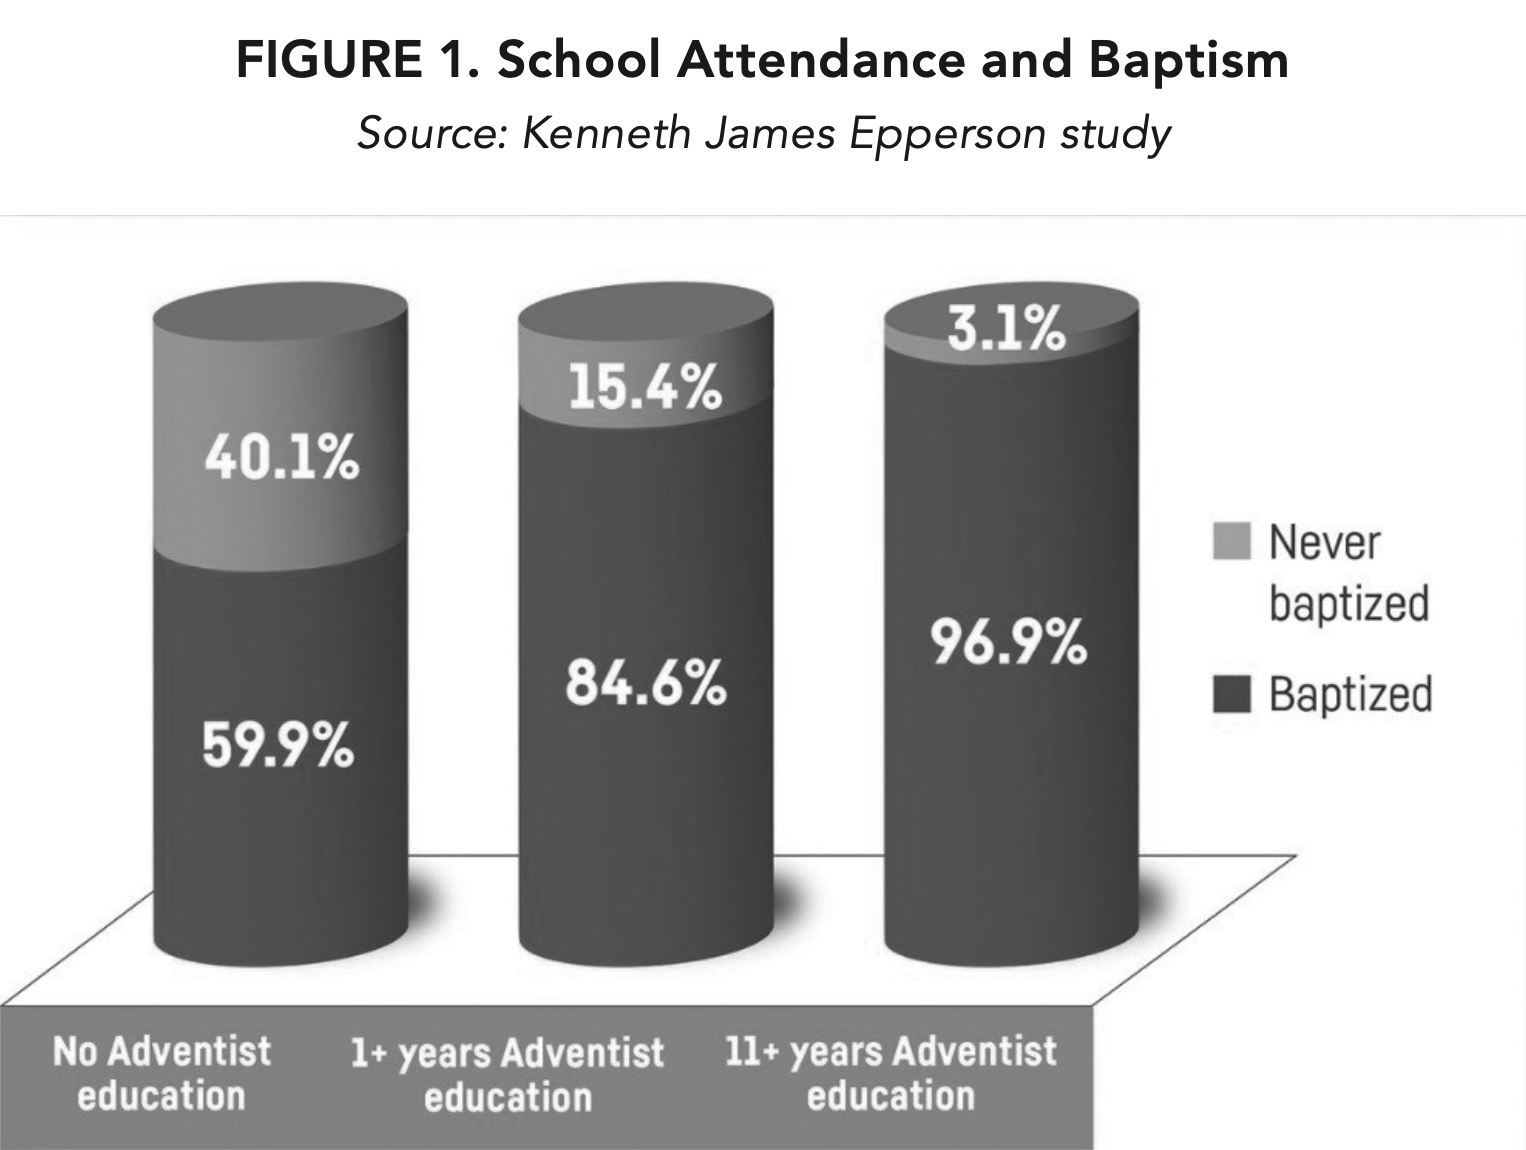 FIGURE 1. School Attendance and Baptism
Source: Kenneth James Epperson study
3.1%
15.4%
40.1%
Never
baptized
96.9%
84.6%
Baptized
59.9%
No Adventist
education
1+ years Adventist
education
11+ years Adventist
education